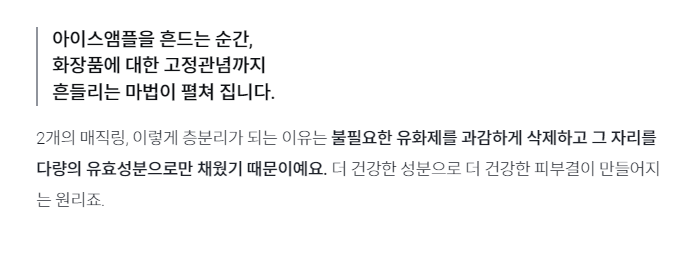 아이스앰플을 흔드는 순간,
화장품에 대한 고정관념까지
흔들리는 마법이 펼쳐 집니다.
2개의 매직링, 이렇게 층분리가 되는 이유는 불필요한 유화제를 과감하게 삭제하고 그 자리를
다량의 유효성분으로만 채웠기 때문이예요. 더 건강한 성분으로 더 건강한 피부결이 만들어지
는 원리죠.